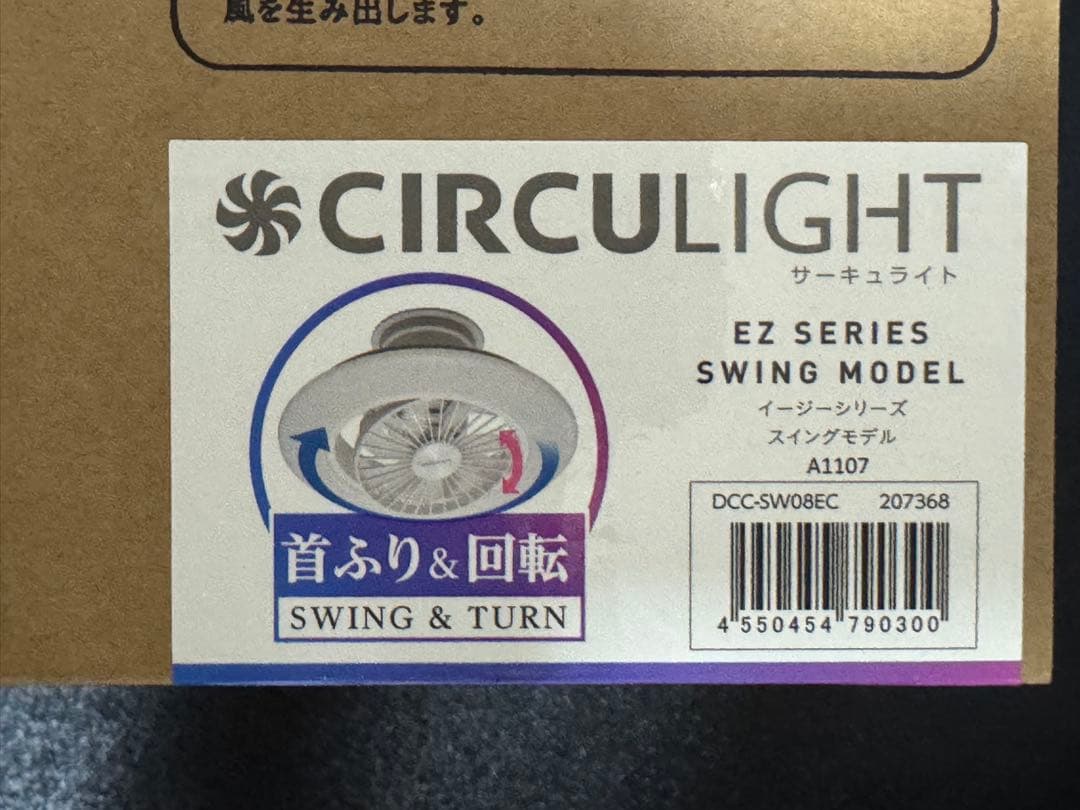 風を生み出します。
CIRCULIGHT
サーキュライト
EZ SERIES
SWING MODEL
イージーシリーズ
スイングモデル
A1107
DCC-SW08EC 207368
4 550454 790300
首ふり&回転
SWING & TURN